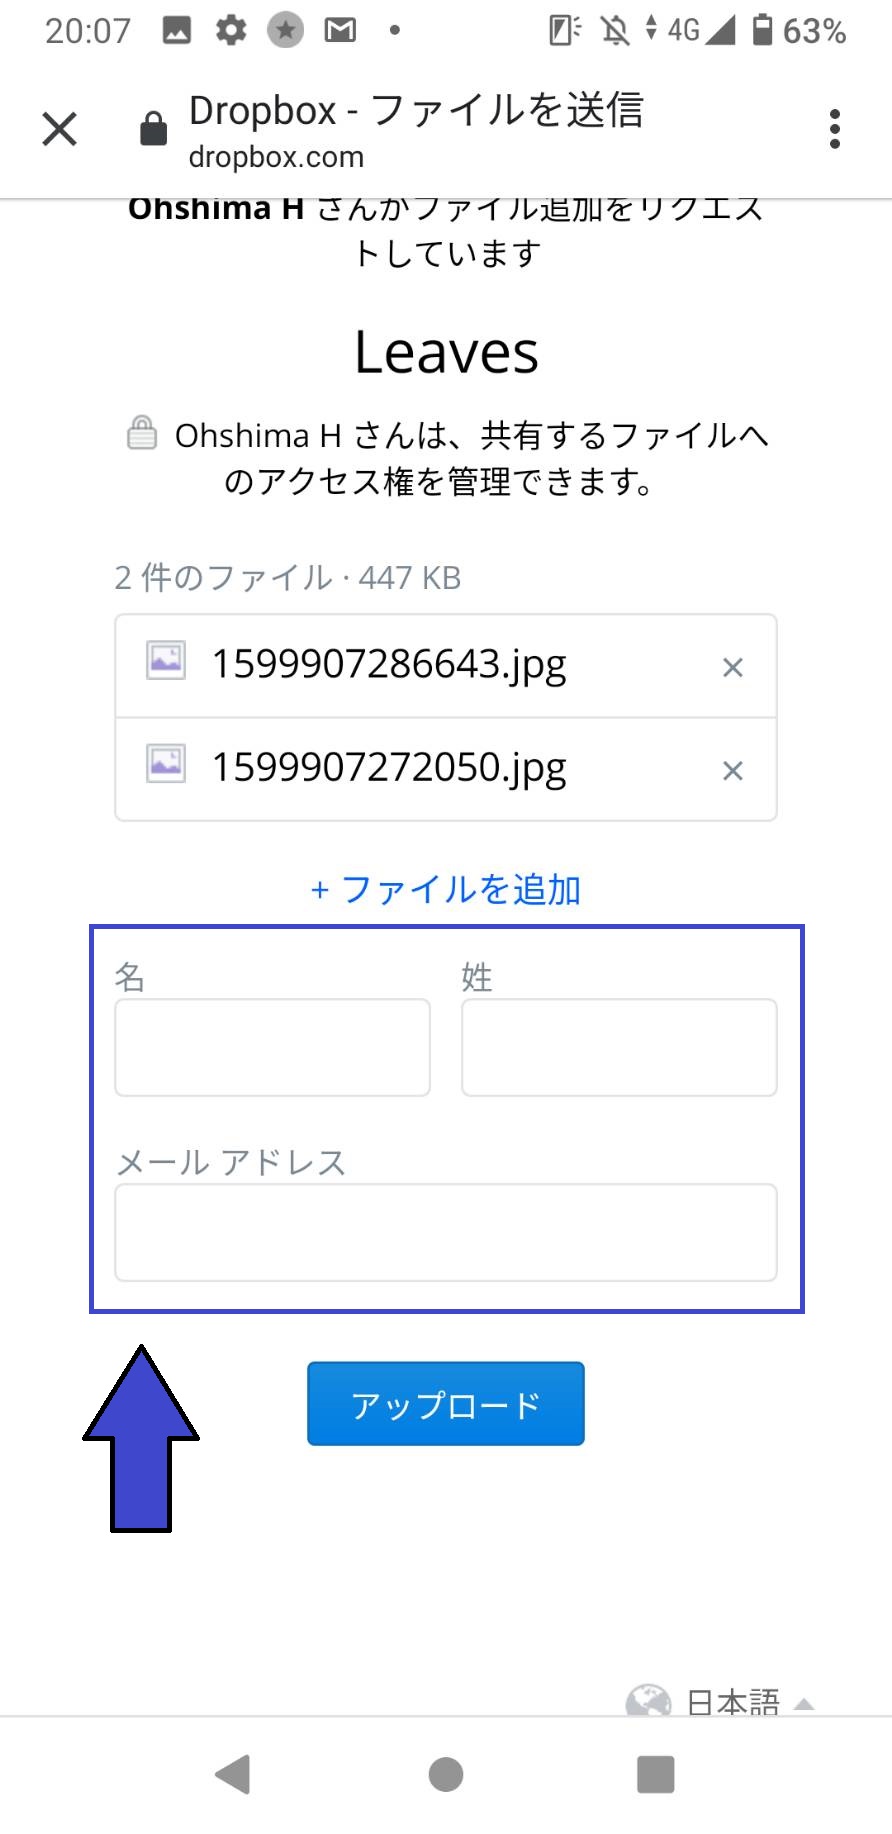 20:07 4G 63%
Dropbox - ファイルを送信
dropbox.com
Ohshima H さんがファイル追加をリクエス
トしています
Leaves
Ohshima H さんは、共有するファイルへ
のアクセス権を管理できます。
2 件のファイル · 447 KB
1599907286643.jpg ×
1599907272050.jpg ×
+ ファイルを追加
名 姓
メール アドレス
アップロード
日本語